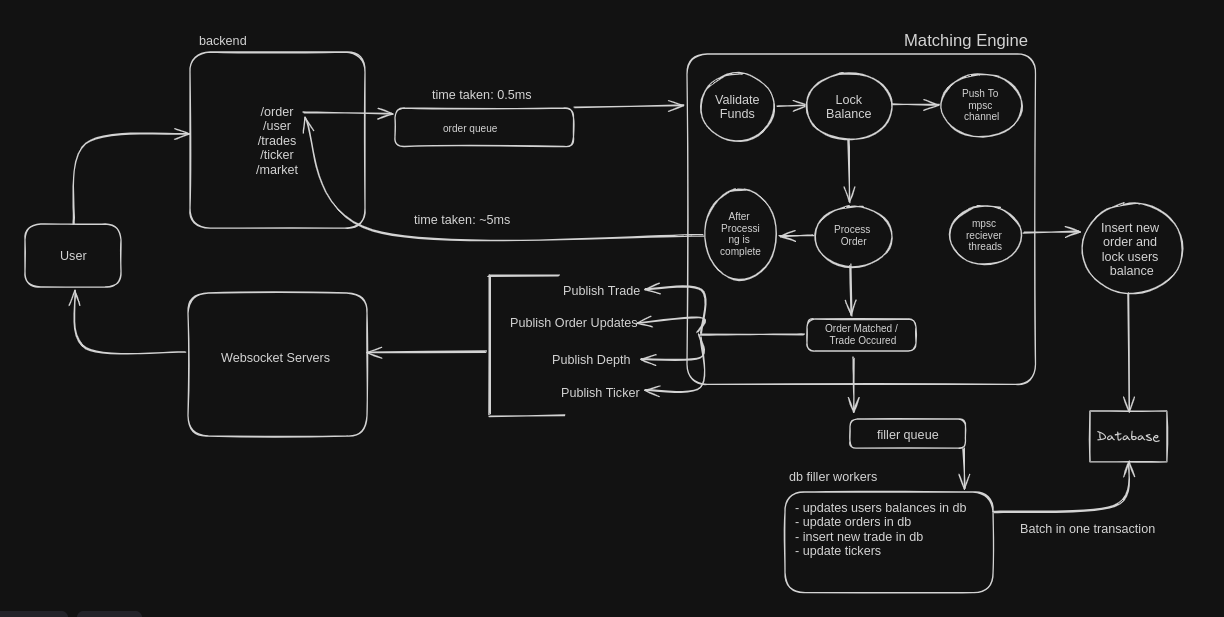 backend
Matching Engine
/order
/user
/trades
/ticker
/market
time taken: 0.5ms
order queue
Validate
Funds
Lock
Balance
Push To
mpsc
channel
time taken: ~5ms
After
Processi
ng is
complete
Process
Order
mpsc
reciever
threads
Insert new
order and
lock users
balance
User
Publish Trade
Publish Order Updates
Publish Depth
Publish Ticker
Order Matched /
Trade Occured
Websocket Servers
filler queue
Database
db filler workers
- updates users balances in db
- update orders in db
- insert new trade in db
- update tickers
Batch in one transaction